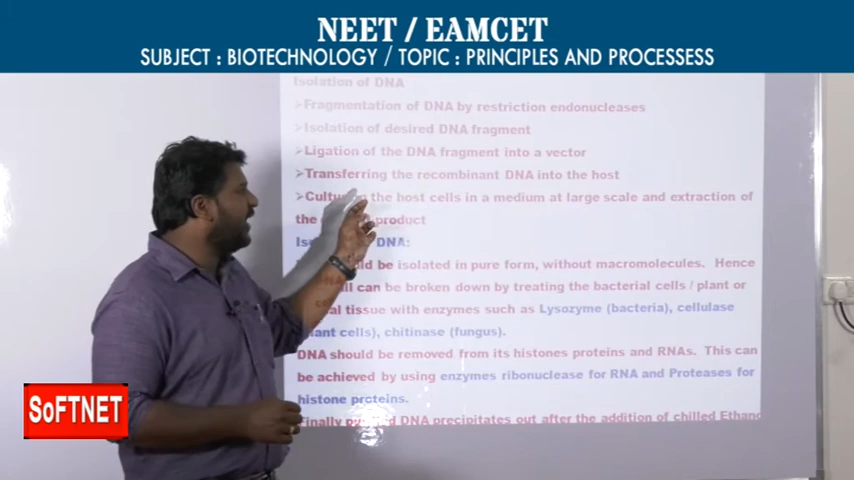 NEET / EAMCET
SUBJECT : BIOTECHNOLOGY / TOPIC : PRINCIPLES AND PROCESSESS
Isolation of DNA
➢Fragmentation of DNA by restriction endonucleases
➢Isolation of desired DNA fragment
➢Ligation of the DNA fragment into a vector
➢Transferring the recombinant DNA into the host
➢ the host cells in a medium at large scale and extraction of
the product
DNA:
be isolated in pure form, without macromolecules. Hence
can be broken down by treating the bacterial cells / plant or
tissue with enzymes such as Lysozyme (bacteria), cellulase
cells), chitinase (fungus).
DNA should be removed from its histones proteins and RNAs. This can
be achieved by using enzymes ribonuclease for RNA and Proteases for
histone proteins.
Finally DNA precipitates out after the addition of chilled
SoFTNET